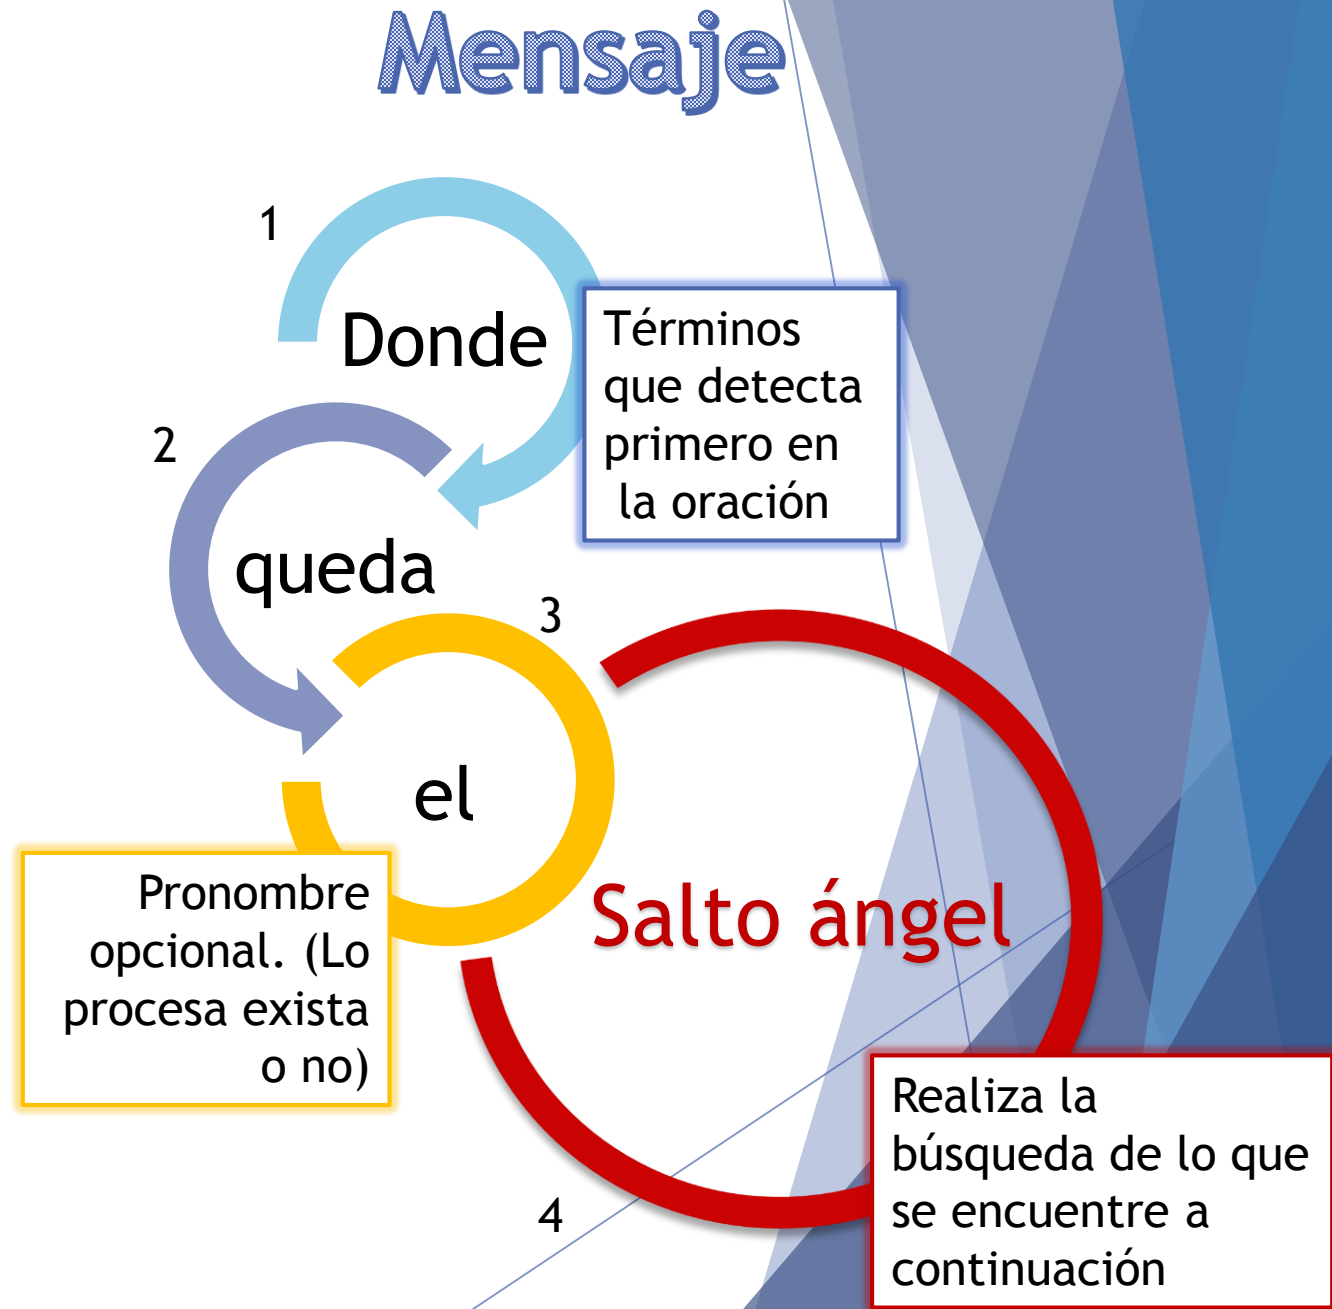 Mensaje
1
Donde
Términos
que detecta
primero en
la oración
2
queda
3
el
Pronombre
opcional. (Lo
procesa exista
o no)
Salto ángel
4
Realiza la
búsqueda de lo que
se encuentre a
continuación